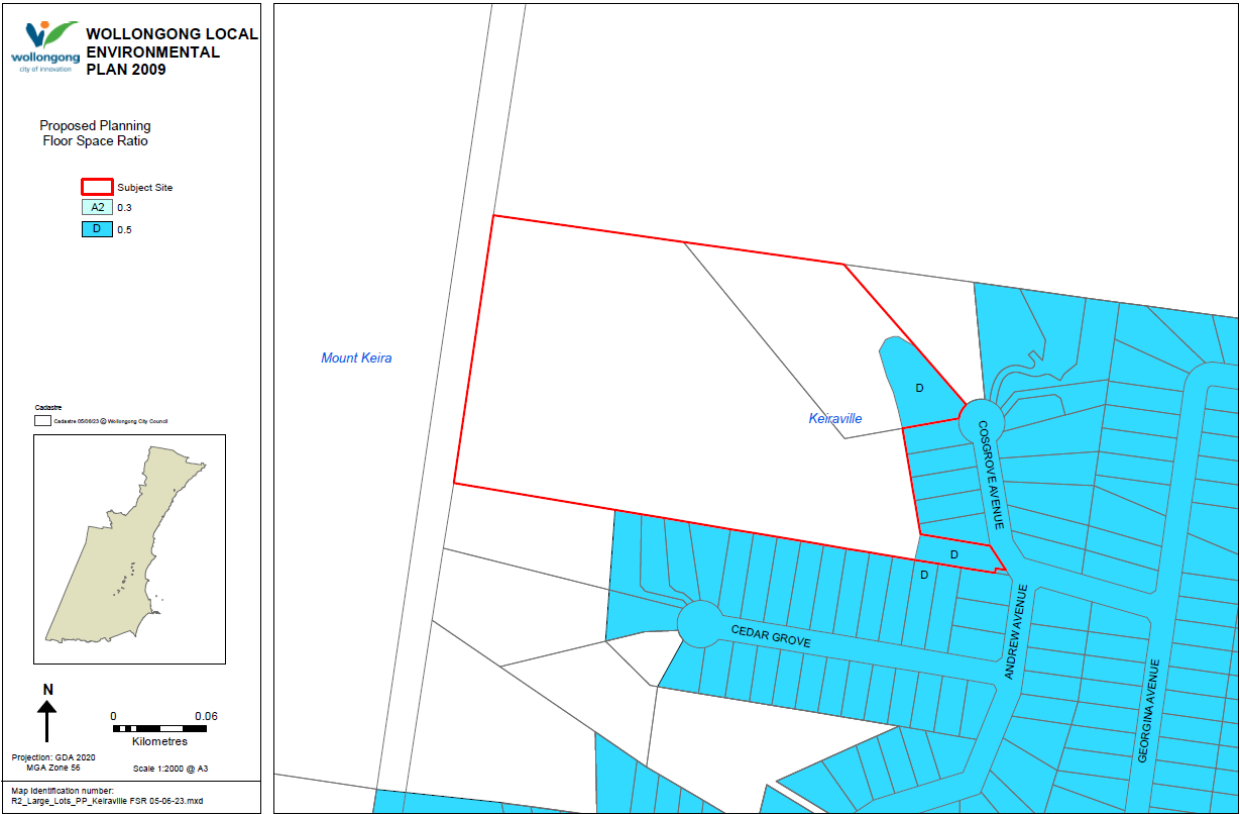 wollongong
city of innovation
WOLLONGONG LOCAL
ENVIRONMENTAL
PLAN 2009
Proposed Planning
Floor Space Ratio
Subject Site
A2 0.3
D 0.5
Cadastre
Cadastre 05/06/23 © Wollongong City Council
N
0 0.06
Kilometres
Projection: GDA 2020
MGA Zone 56
Scale 1:2000 @ A3
Map Identification number:
R2_Large_Lots_PP_Keiraville FSR 05-06-23.mxd
Mount Keira
Keiraville
D
COSGROVE AVENUE
D
D
CEDAR GROVE
ANDREW AVENUE
GEORGINA AVENUE